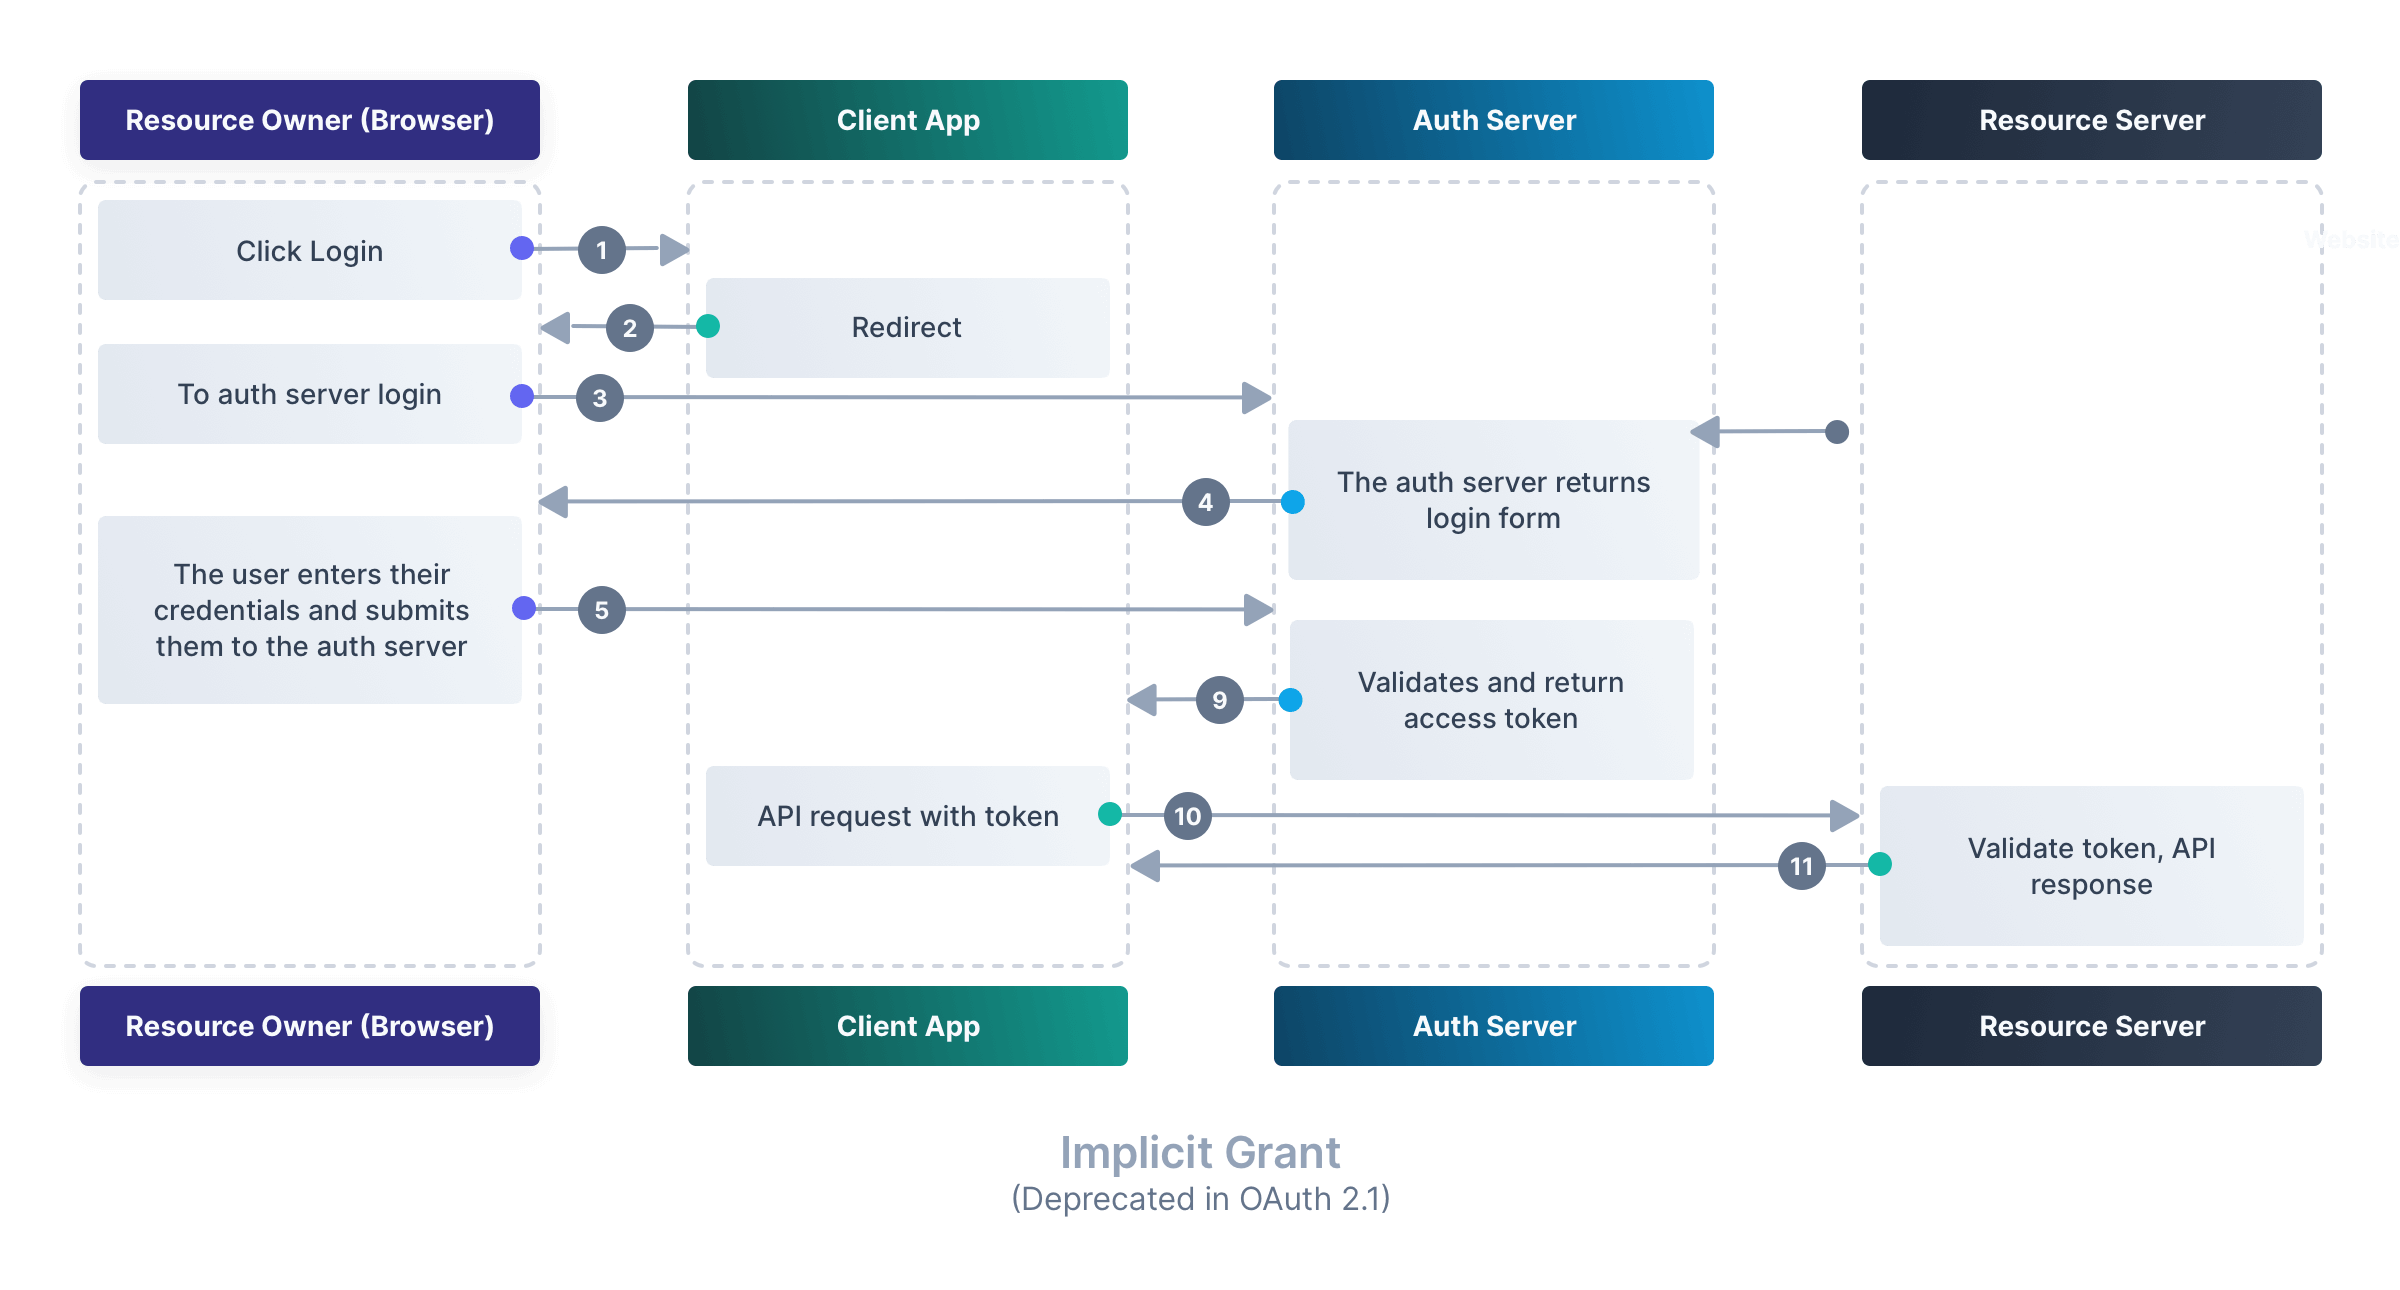 Resource Owner (Browser)
Client App
Auth Server
Resource Server
Click Login
Website
1
Redirect
2
To auth server login
3
The auth server returns
login form
4
The user enters their
credentials and submits
them to the auth server
5
Validates and return
access token
9
API request with token
10
Validate token, API
response
11
Resource Owner (Browser)
Client App
Auth Server
Resource Server
Implicit Grant
(Deprecated in OAuth 2.1)